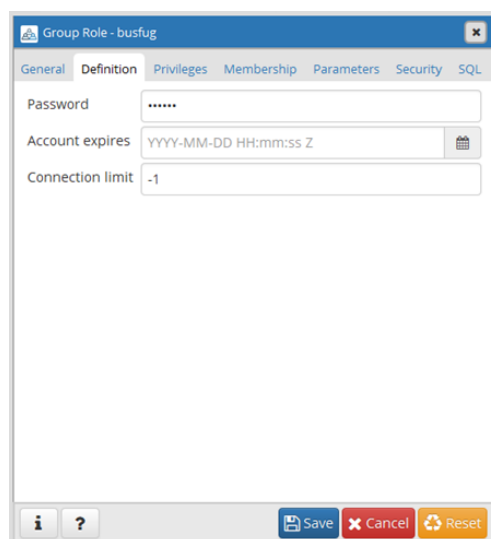 Group Role - busfug
General Definition Privileges Membership Parameters Security SQL
Password ••••••
Account expires YYYY-MM-DD HH:mm:ss Z
Connection limit -1
i ? Save Cancel Reset